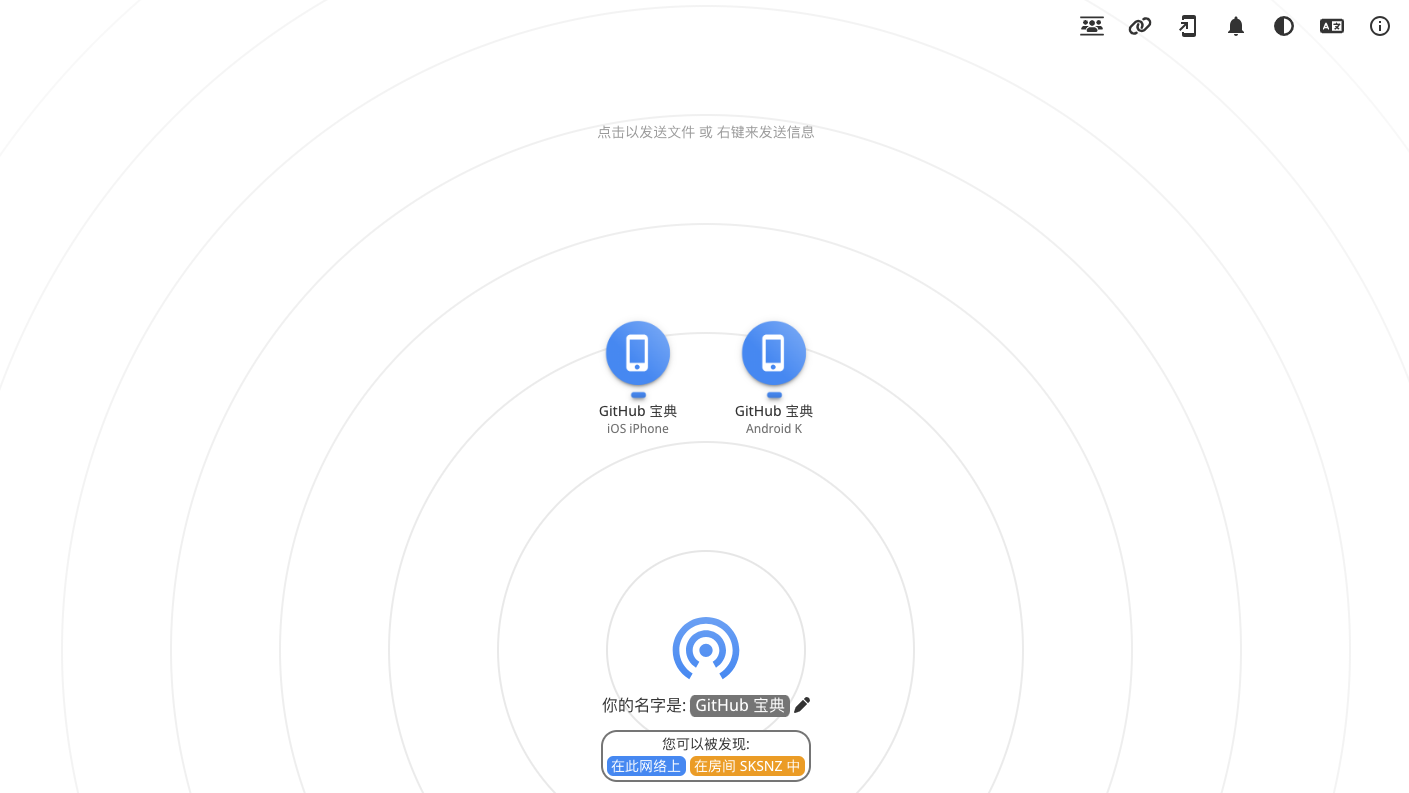 点击以发送文件 或 右键来发送信息
GitHub 宝典
iOS iPhone
GitHub 宝典
Android K
你的名字是: GitHub 宝典
您可以被发现:
在此网络上 在房间 SKSNZ 中